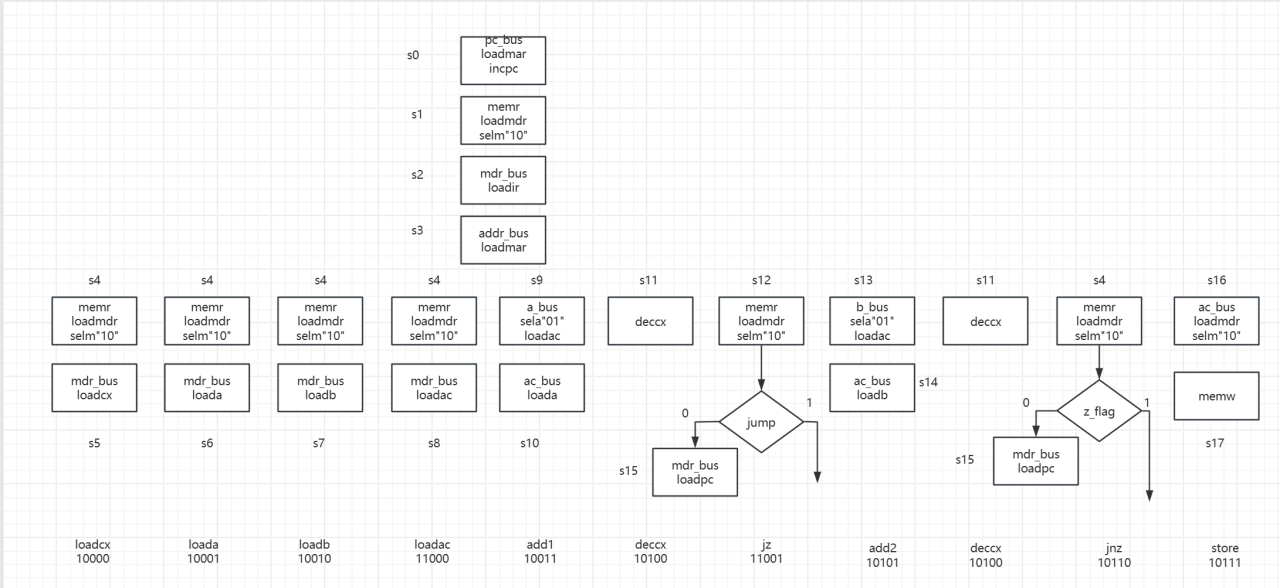 s0
pc_bus
loadmar
incpc
s1
memr
loadmdr
selm"10"
s2
mdr_bus
loadir
s3
addr_bus
loadmar
s4
s4
s4
s4
s9
s11
s12
s13
s11
s4
s16
memr
loadmdr
selm"10"
memr
loadmdr
selm"10"
memr
loadmdr
selm"10"
memr
loadmdr
selm"10"
a_bus
sela"01"
loadac
deccx
memr
loadmdr
selm"10"
b_bus
sela"01"
loadac
deccx
memr
loadmdr
selm"10"
ac_bus
loadmdr
selm"10"
mdr_bus
loadcx
mdr_bus
loada
mdr_bus
loadb
mdr_bus
loadac
ac_bus
loada
ac_bus
loadb
s14
memw
0
jump
1
0
z_flag
1
s5
s6
s7
s8
s10
s15
mdr_bus
loadpc
s15
mdr_bus
loadpc
s17
loadcx
10000
loada
10001
loadb
10010
loadac
11000
add1
10011
deccx
10100
jz
11001
add2
10101
deccx
10100
jnz
10110
store
10111